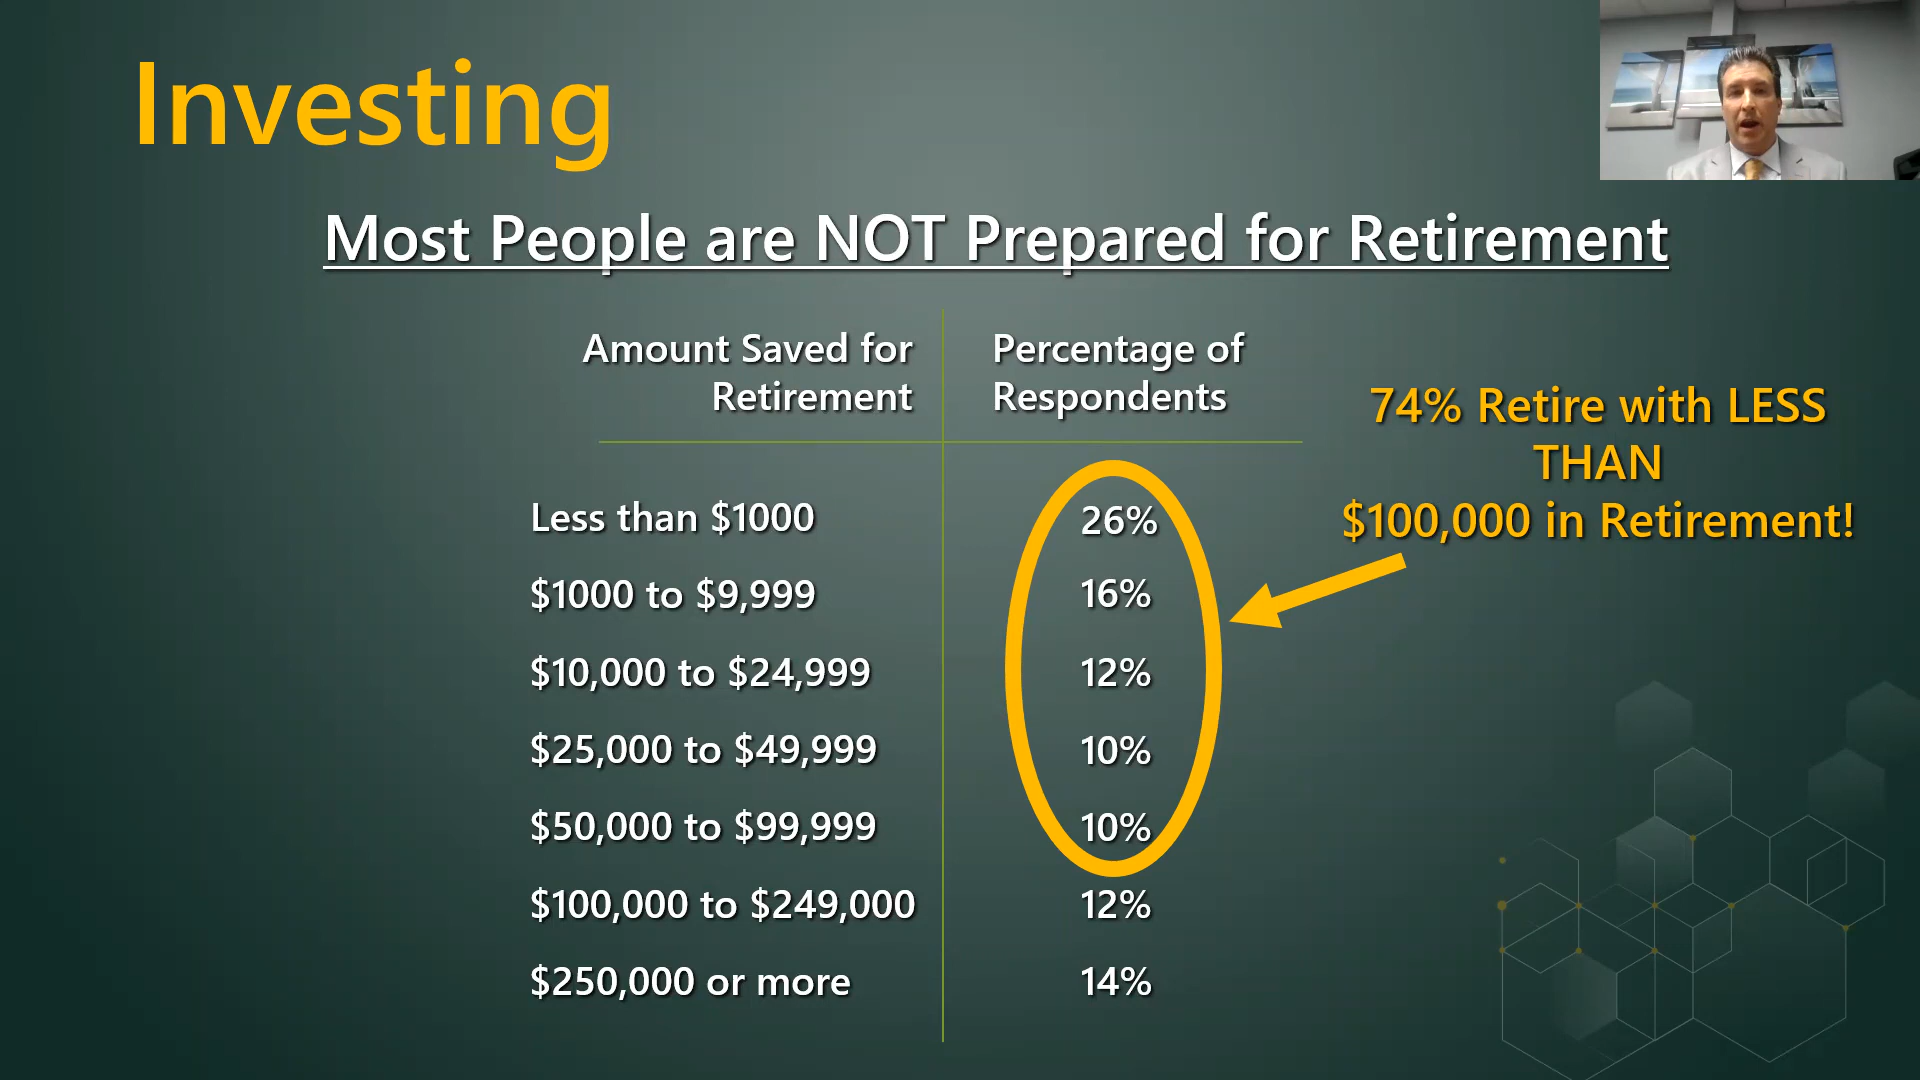 Investing
Most People are NOT Prepared for Retirement
Amount Saved for
Retirement
Percentage of
Respondents
74% Retire with LESS
THAN
$100,000 in Retirement!
Less than $1000 26%
$1000 to $9,999 16%
$10,000 to $24,999 12%
$25,000 to $49,999 10%
$50,000 to $99,999 10%
$100,000 to $249,000 12%
$250,000 or more 14%